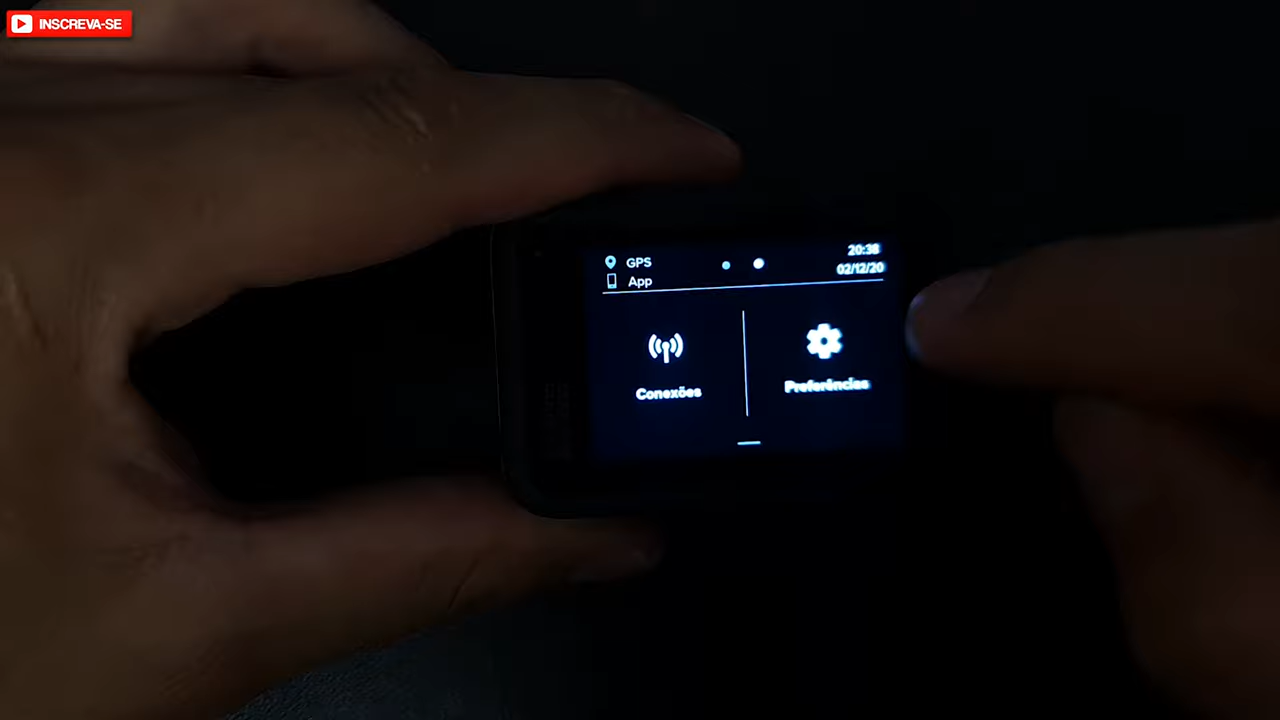 INSCREVA-SE
GPS
20:38
App
02/12/20
Conexões
Preferências